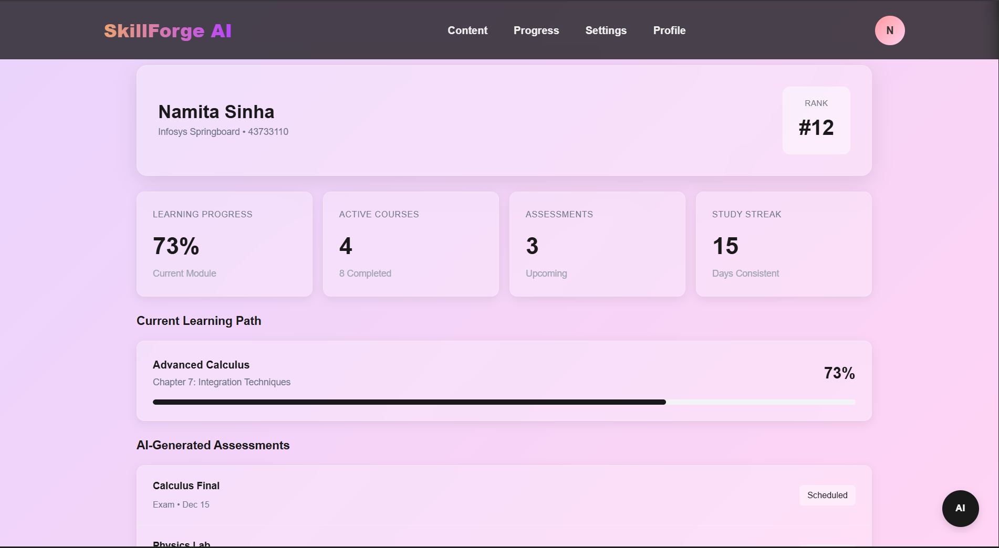 SkillForge AI
Content Progress Settings Profile
N
Namita Sinha
Infosys Springboard • 43733110
RANK
#12
LEARNING PROGRESS
73%
Current Module
ACTIVE COURSES
4
8 Completed
ASSESSMENTS
3
Upcoming
STUDY STREAK
15
Days Consistent
Current Learning Path
Advanced Calculus
Chapter 7: Integration Techniques
73%
AI-Generated Assessments
Calculus Final
Exam • Dec 15
Scheduled
Physics Lab
AI